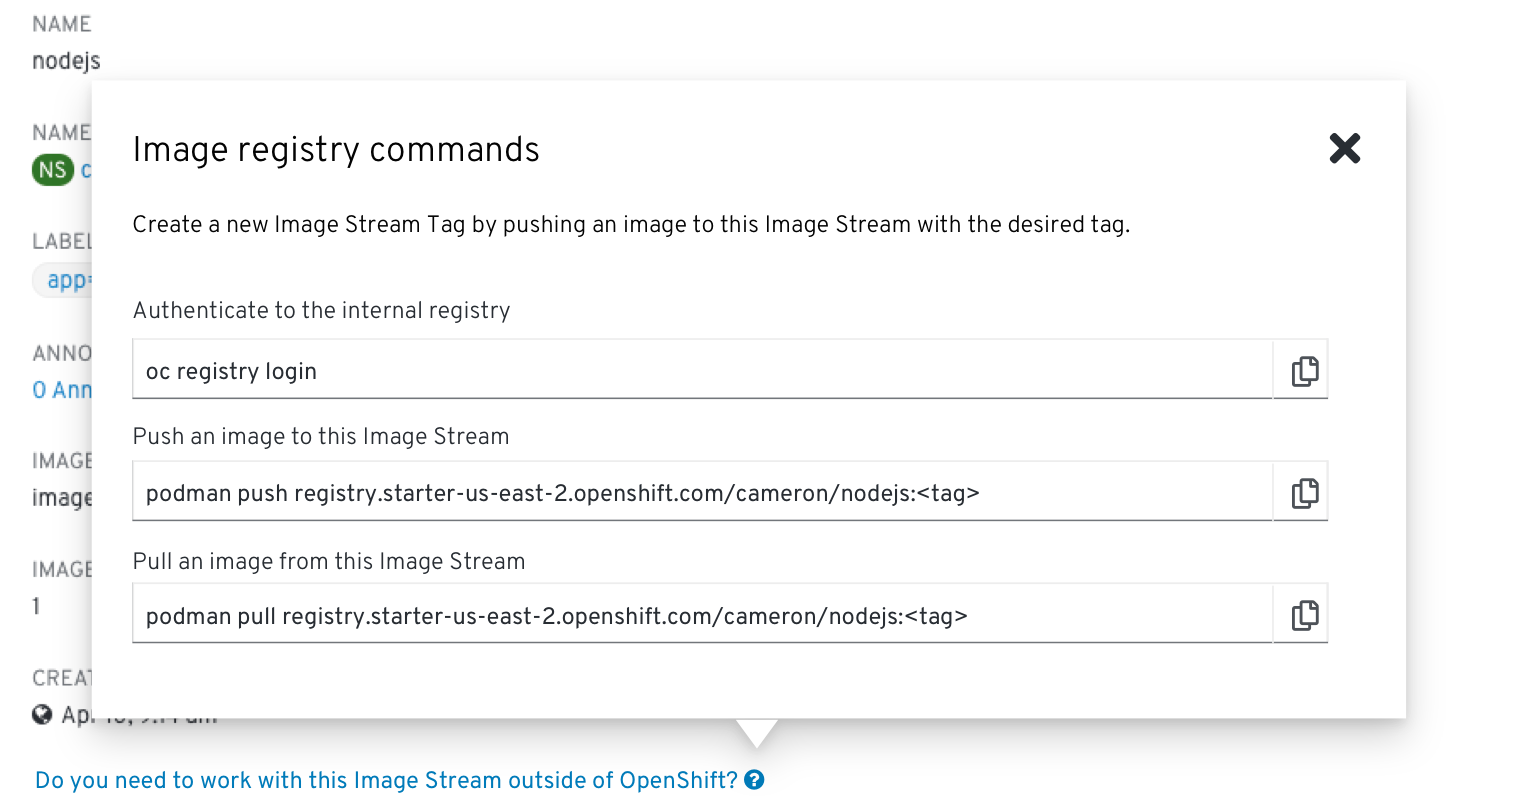 NAME
nodejs
NAME
NS c
LABEL
app=
ANNO
0 Ann
IMAGE
image
IMAGE
1
CREAT
Image registry commands
Create a new Image Stream Tag by pushing an image to this Image Stream with the desired tag.
Authenticate to the internal registry
oc registry login
Push an image to this Image Stream
podman push registry.starter-us-east-2.openshift.com/cameron/nodejs:<tag>
Pull an image from this Image Stream
podman pull registry.starter-us-east-2.openshift.com/cameron/nodejs:<tag>
Do you need to work with this Image Stream outside of OpenShift?